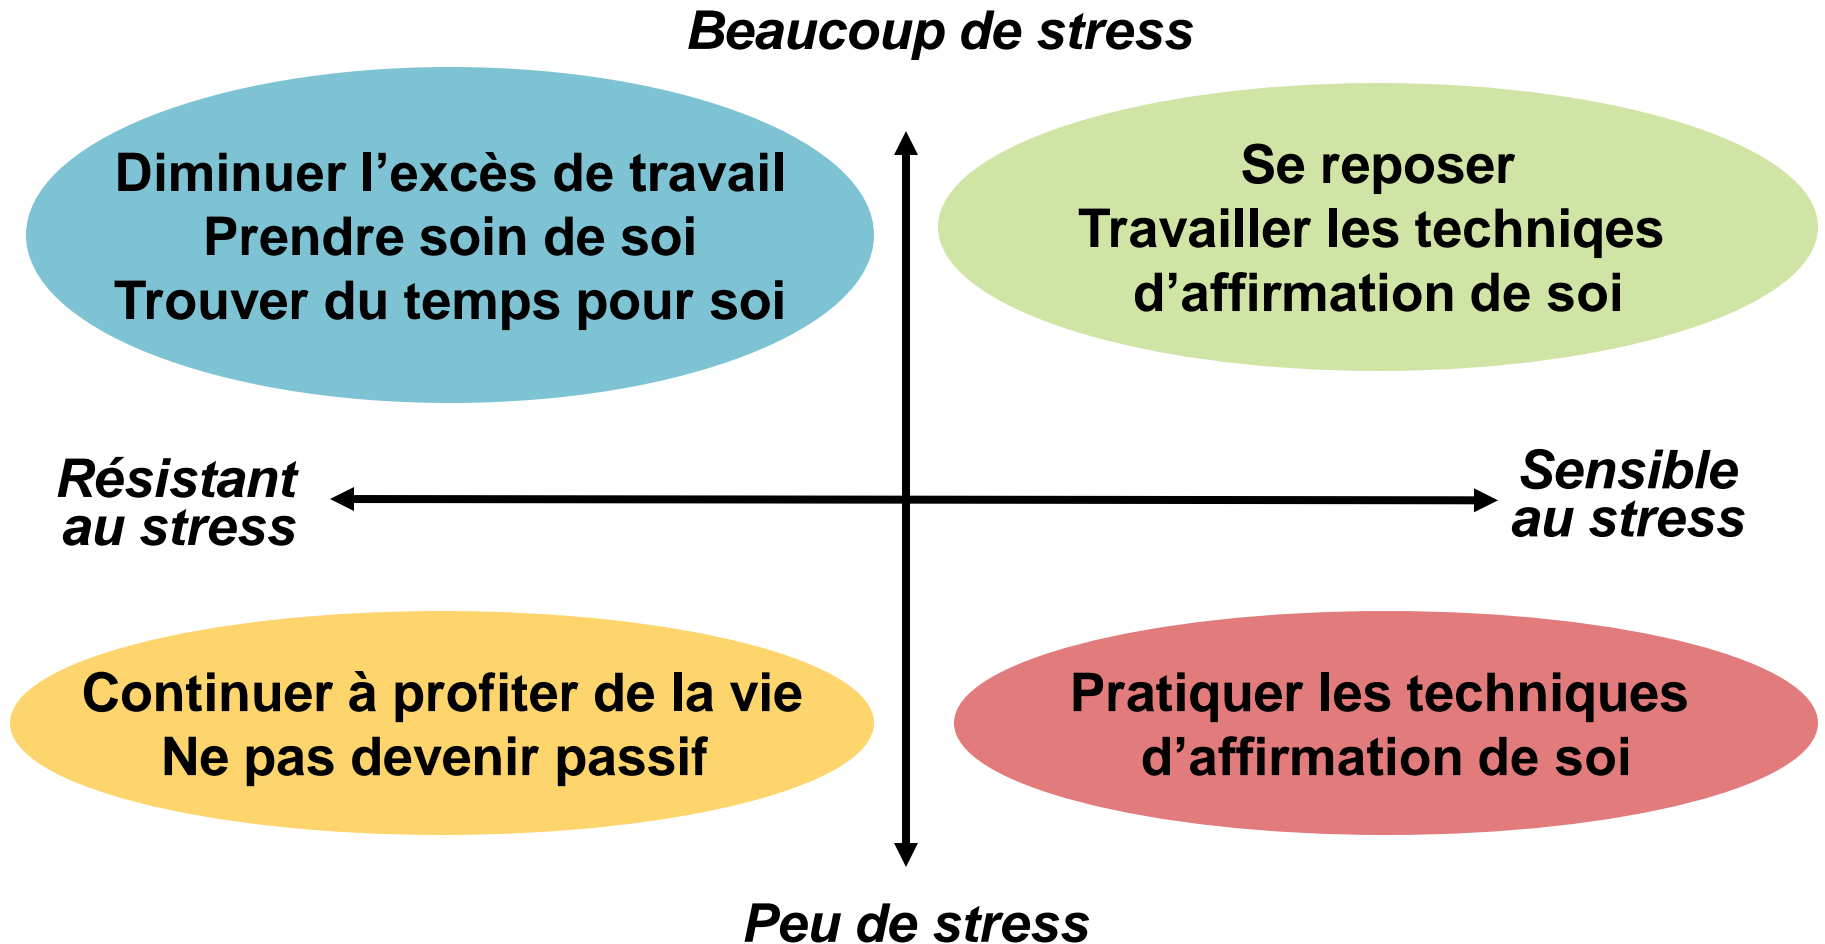 Beaucoup de stress
Diminuer l’excès de travail
Prendre soin de soi
Trouver du temps pour soi
Se reposer
Travailler les techniqes
d’affirmation de soi
Résistant
au stress
Sensible
au stress
Continuer à profiter de la vie
Ne pas devenir passif
Pratiquer les techniques
d’affirmation de soi
Peu de stress